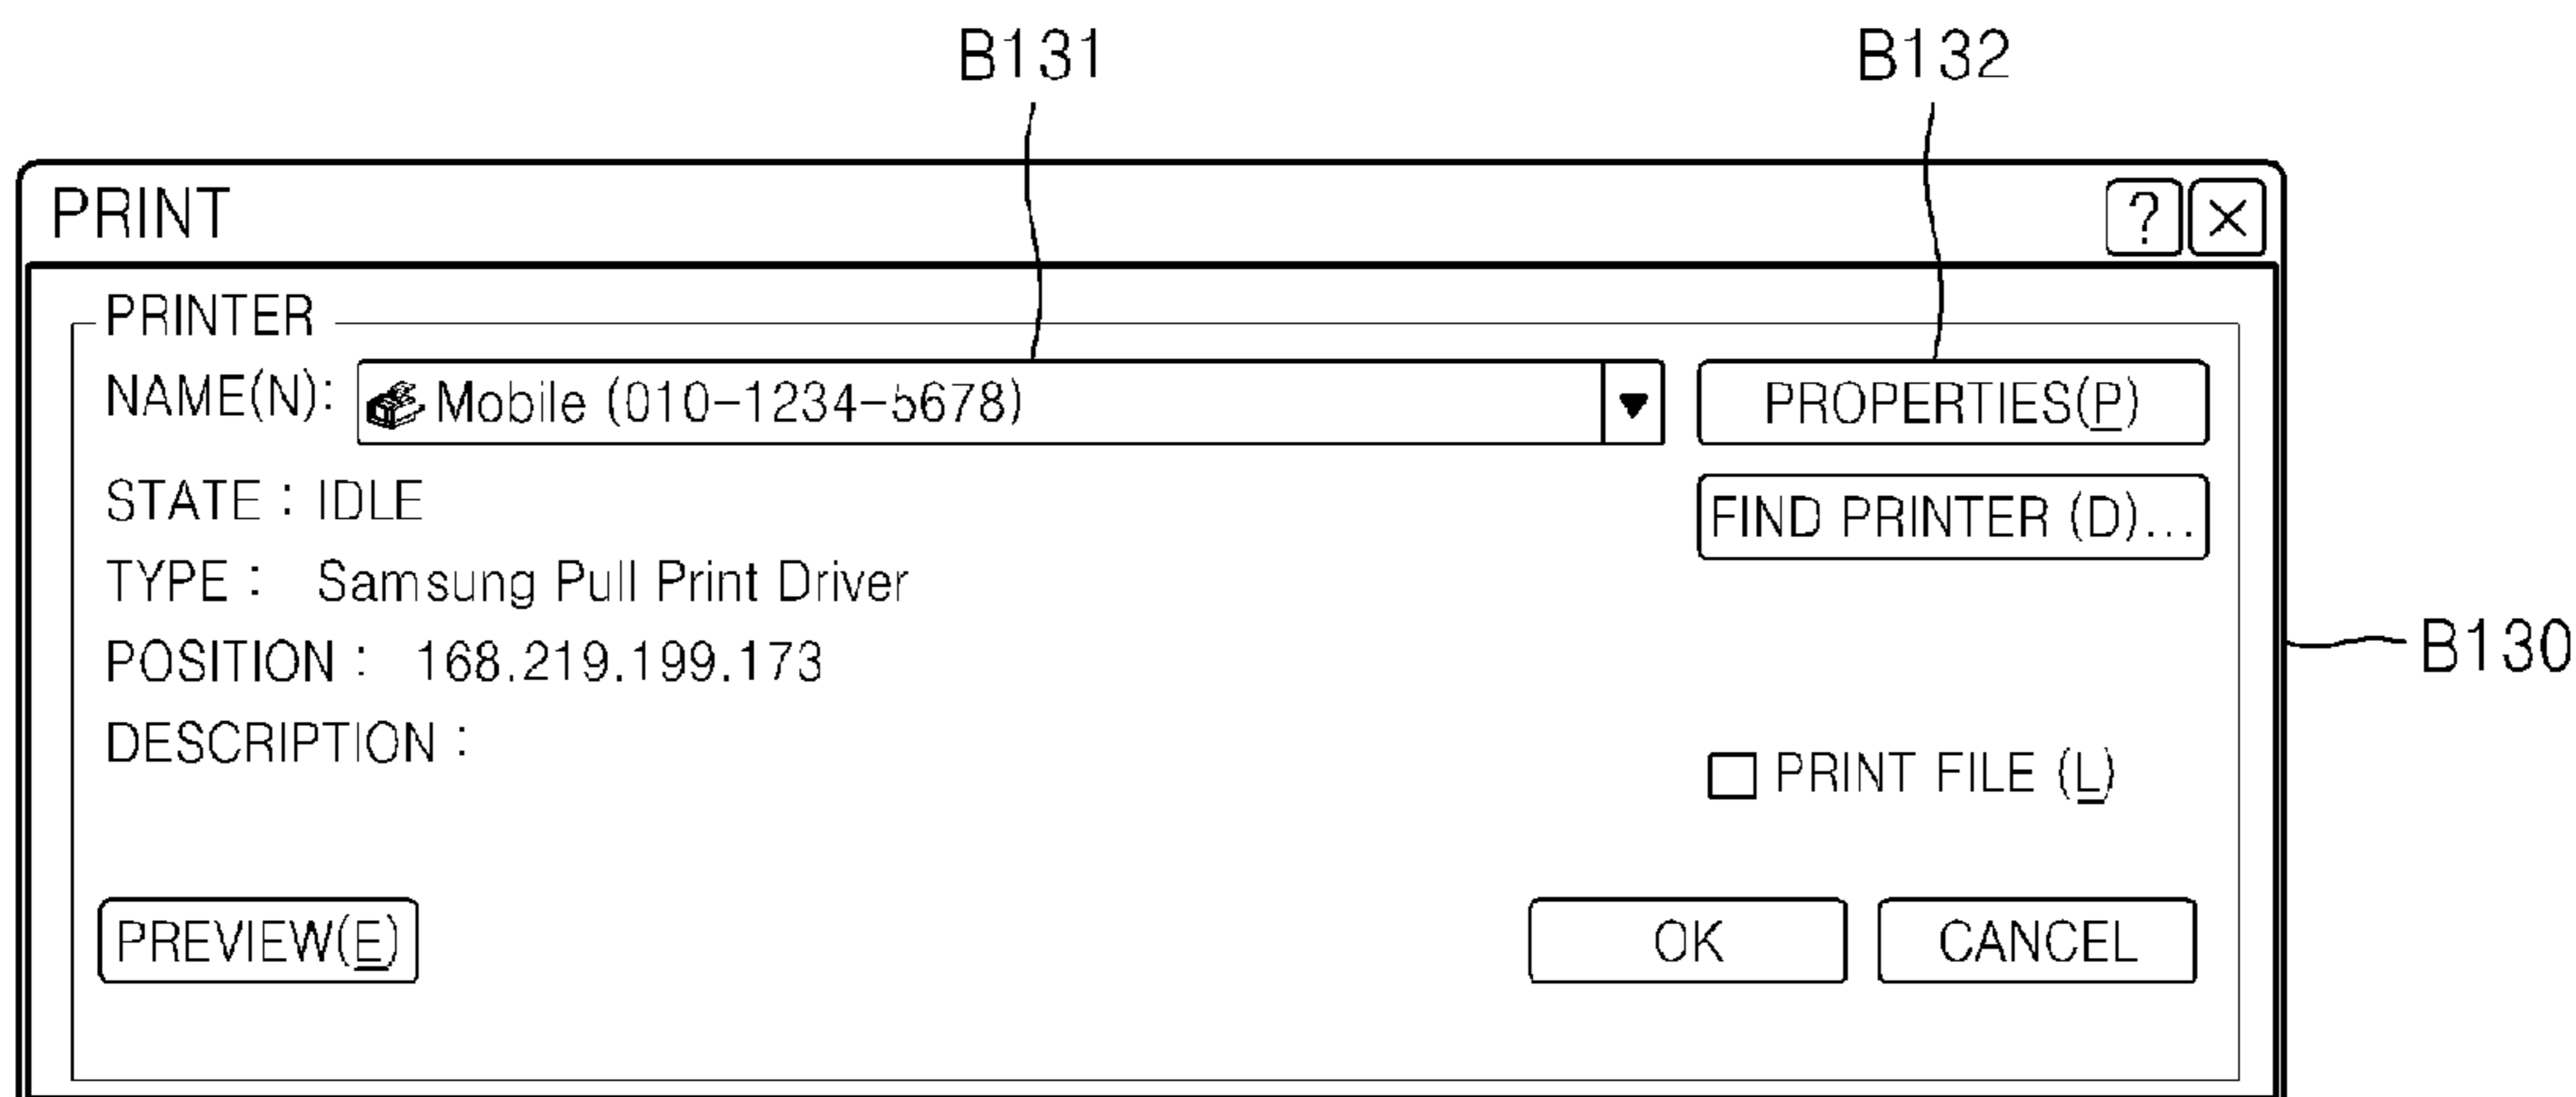 B131 B132
PRINT ? ×
PRINTER
NAME(N): Mobile (010-1234-5678) ▼ PROPERTIES(P)
STATE : IDLE FIND PRINTER (D)...
TYPE : Samsung Pull Print Driver
POSITION : 168.219.199.173 B130
DESCRIPTION :
PRINT FILE (L)
PREVIEW(E) OK CANCEL